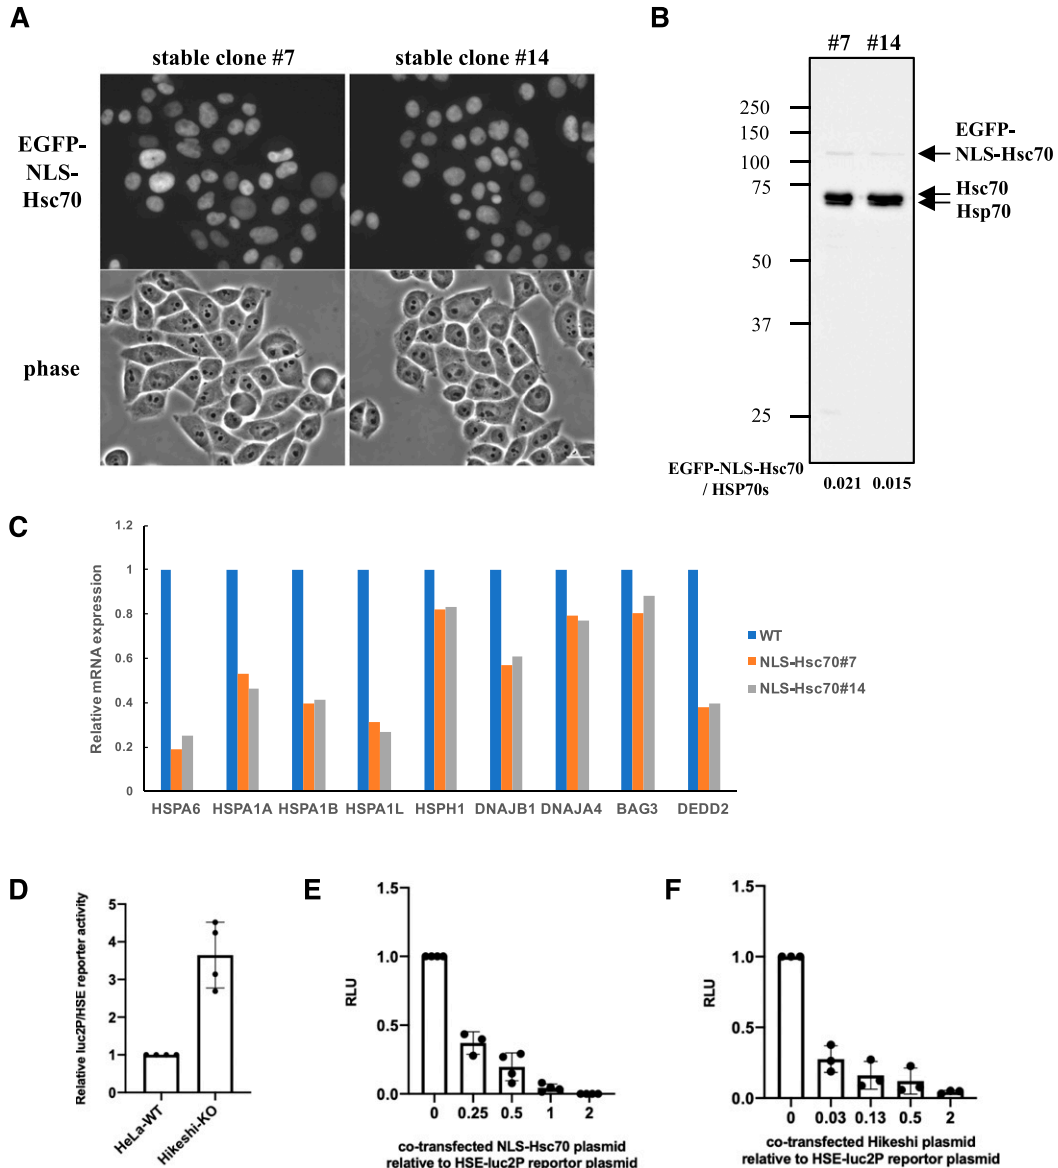 A
stable clone #7
stable clone #14
EGFP-
NLS-
Hsc70
phase
B
#7 #14
250
150
100
75
50
37
25
EGFP-
NLS-Hsc70
Hsc70
Hsp70
EGFP-NLS-Hsc70
/ HSP70s
0.021 0.015
C
Relative mRNA expression
1.2
1
0.8
0.6
0.4
0.2
0
HSPA6 HSPA1A HSPA1B HSPA1L HSPH1 DNAJB1 DNAJA4 BAG3 DEDD2
WT
NLS-Hsc70#7
NLS-Hsc70#14
D
Relative luc2P/HSE reporter activity
5
4
3
2
1
0
HeLa-WT
Hikeshi-KO
E
RLU
1.5
1.0
0.5
0.0
0 0.25 0.5 1 2
co-transfected NLS-Hsc70 plasmid
relative to HSE-luc2P reportor plasmid
F
RLU
1.5
1.0
0.5
0.0
0 0.03 0.13 0.5 2
co-transfected Hikeshi plasmid
relative to HSE-luc2P reportor plasmid